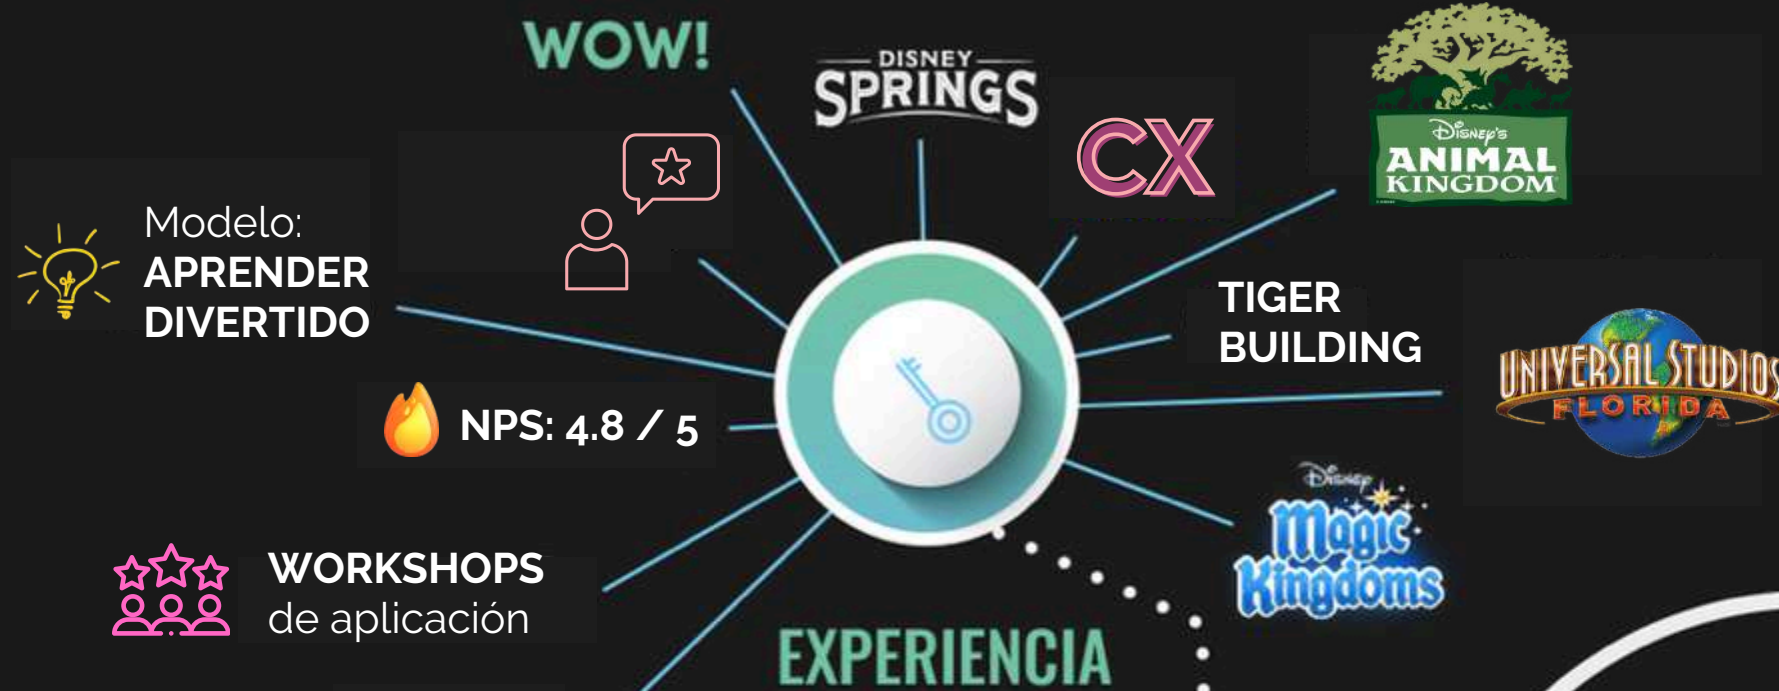 WOW!
DISNEY
SPRINGS
CX
Disney's
ANIMAL
KINGDOM
Modelo:
APRENDER
DIVERTIDO
TIGER
BUILDING
UNIVERSAL STUDIOS
FLORIDA
NPS: 4.8 / 5
Disney
Magic
Kingdoms
WORKSHOPS
de aplicación
EXPERIENCIA